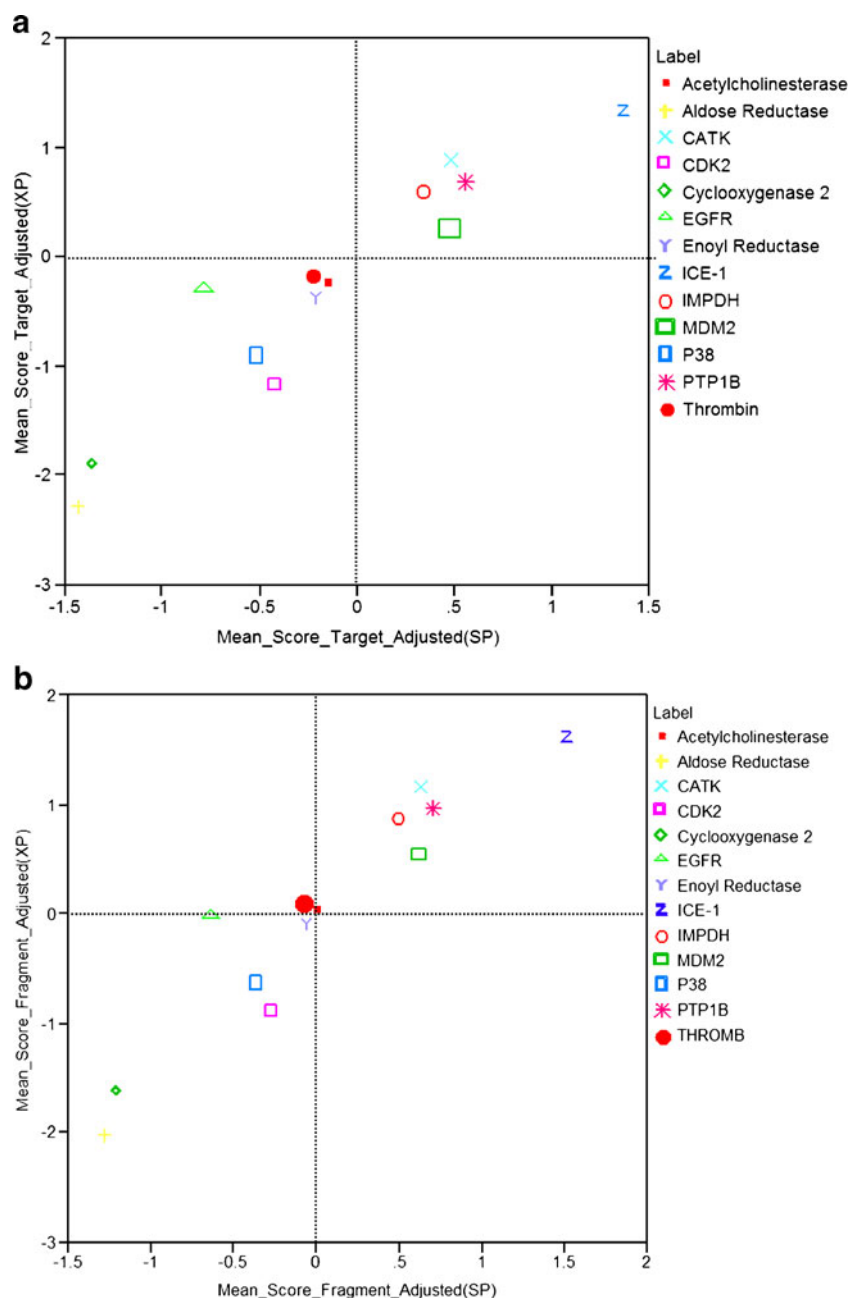 a
Mean_Score_Target_Adjusted(XP)
2
1
0
-1
-2
-3
-1.5
-1
-0.5
0
.5
1
1.5
Mean_Score_Target_Adjusted(SP)
Label
Acetylcholinesterase
Aldose Reductase
CATK
CDK2
Cyclooxygenase 2
EGFR
Enoyl Reductase
ICE-1
IMPDH
MDM2
P38
PTP1B
Thrombin
b
Mean_Score_Fragment_Adjusted(XP)
2
1
0
-1
-2
-3
-1.5
-1
-0.5
0
.5
1
1.5
2
Mean_Score_Fragment_Adjusted(SP)
Label
Acetylcholinesterase
Aldose Reductase
CATK
CDK2
Cyclooxygenase 2
EGFR
Enoyl Reductase
ICE-1
IMPDH
MDM2
P38
PTP1B
THROMB